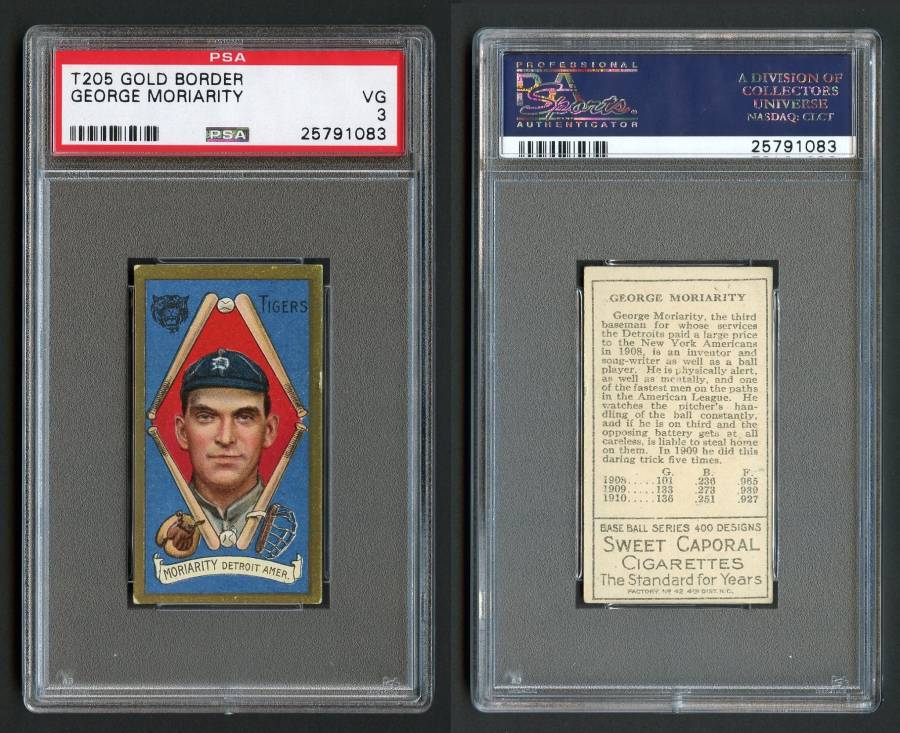 PSA
T205 GOLD BORDER
GEORGE MORIARITY
VG
3
PSA
25791083
TIGERS
D
MORIARITY DETROIT AMER.
PROFESSIONAL
PSA
Sports
AUTHENTICATOR
A DIVISION OF
COLLECTORS
UNIVERSE
NASDAQ: CLCT
25791083
GEORGE MORIARITY
George Moriarity, the third
baseman for whose services
the Detroits paid a large price
to the New York Americans
in 1908, is an inventor and
song-writer as well as a ball
player. He is physically alert,
as well as mentally, and one
of the fastest men on the paths
in the American League. He
watches the pitcher's han-
dling of the ball constantly,
and if he is on third and the
opposing battery gets at all
careless, is liable to steal home
on them. In 1909 he did this
daring trick five times.
G. B. F.
1908.....101 .236 .965
1909.....133 .273 .939
1910.....136 .251 .927
BASE BALL SERIES 400 DESIGNS
SWEET CAPORAL
CIGARETTES
The Standard for Years
FACTORY Nº 42 4TH DIST. N.C.